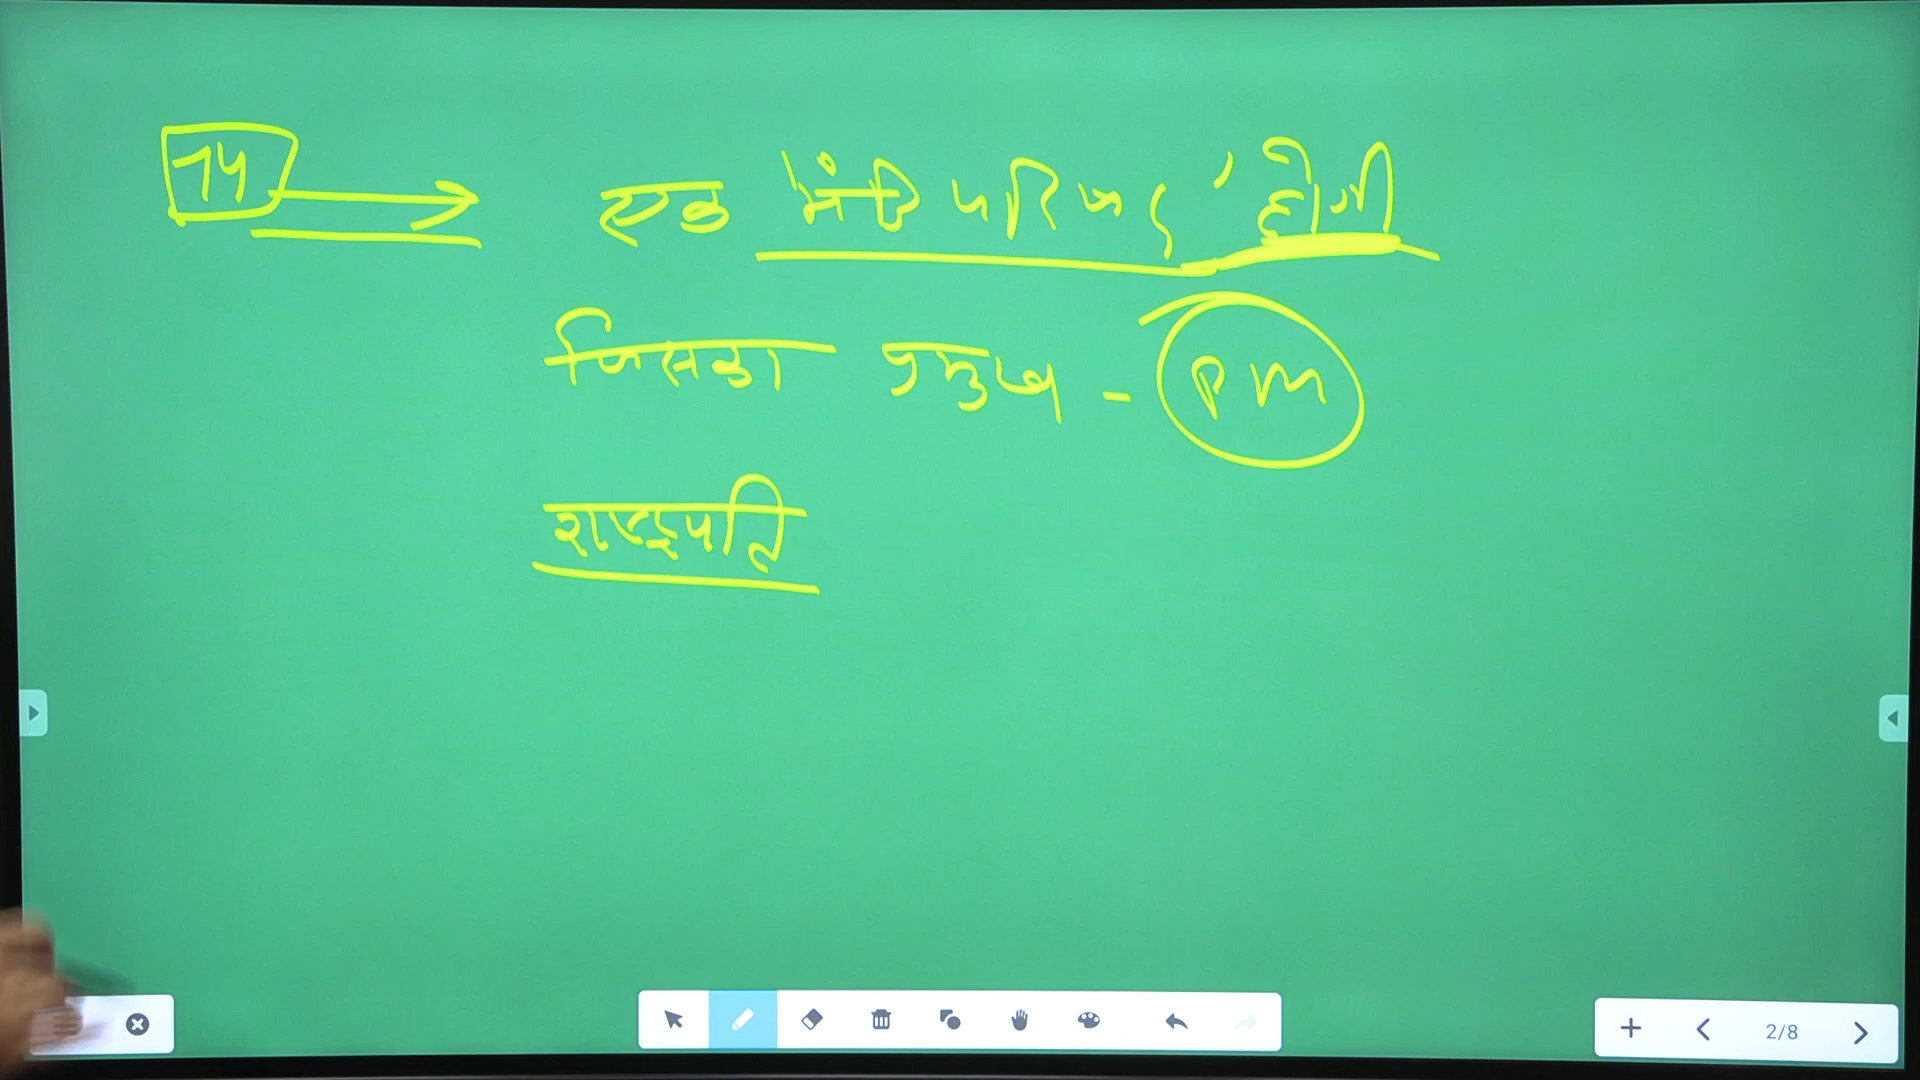 74 एक मंत्रि परिषद् होगी
जिसका प्रमुख - PM
राष्ट्रपति
2/8